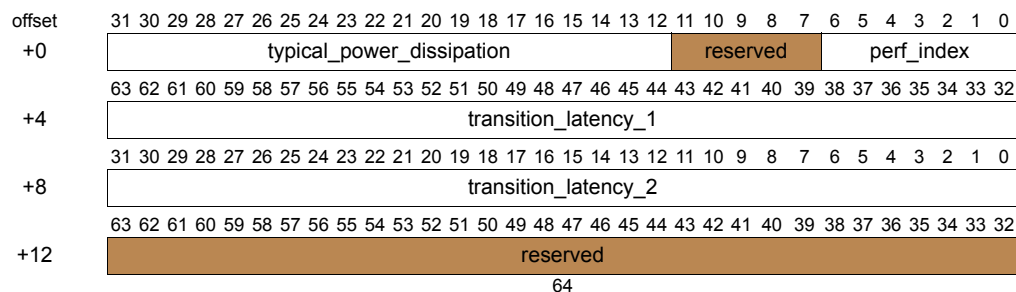 offset 31 30 29 28 27 26 25 24 23 22 21 20 19 18 17 16 15 14 13 12 11 10 9 8 7 6 5 4 3 2 1 0
+0 typical_power_dissipation reserved perf_index
63 62 61 60 59 58 57 56 55 54 53 52 51 50 49 48 47 46 45 44 43 42 41 40 39 38 37 36 35 34 33 32
+4 transition_latency_1
31 30 29 28 27 26 25 24 23 22 21 20 19 18 17 16 15 14 13 12 11 10 9 8 7 6 5 4 3 2 1 0
+8 transition_latency_2
63 62 61 60 59 58 57 56 55 54 53 52 51 50 49 48 47 46 45 44 43 42 41 40 39 38 37 36 35 34 33 32
+12 reserved
64